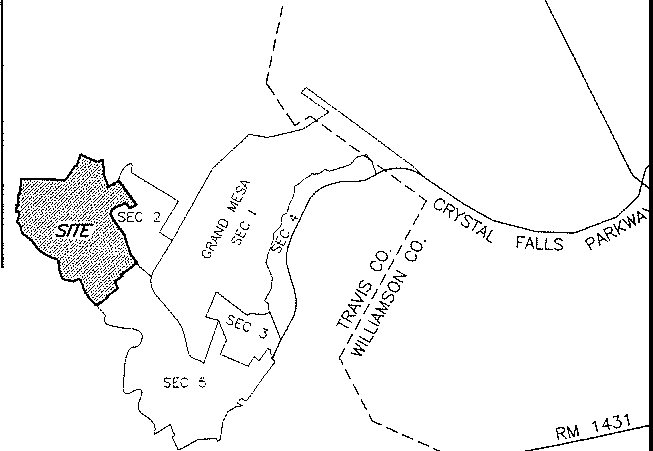 SITE
SEC 2
GRAND MESA
SEC 1
SEC 4
SEC 3
SEC 5
TRAVIS CO.
WILLIAMSON CO.
CRYSTAL FALLS PARKWAY
RM 1431